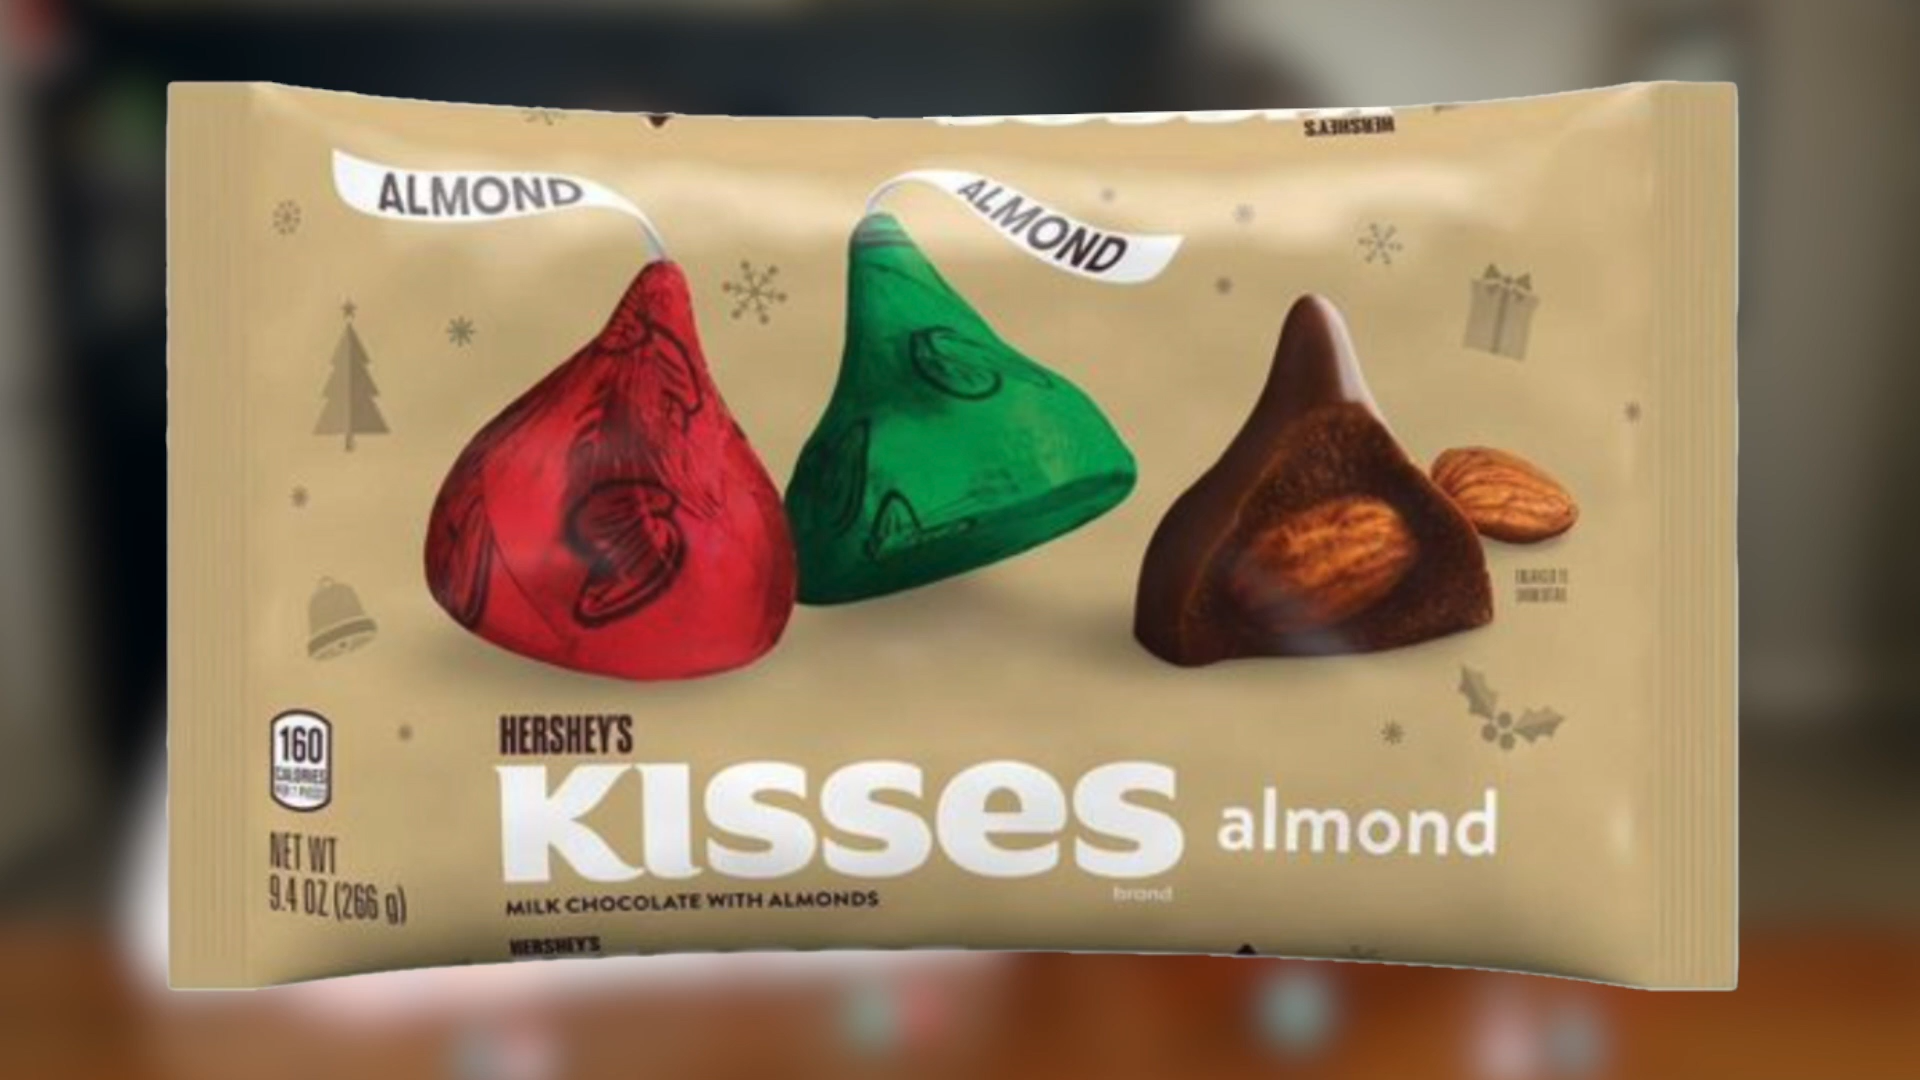 HERSHEY'S
ALMOND
ALMOND
160
CALORIES
NET WT
9.4 OZ (266 g)
HERSHEY'S
KISSES
almond
brand
MILK CHOCOLATE WITH ALMONDS
HERSHEY'S